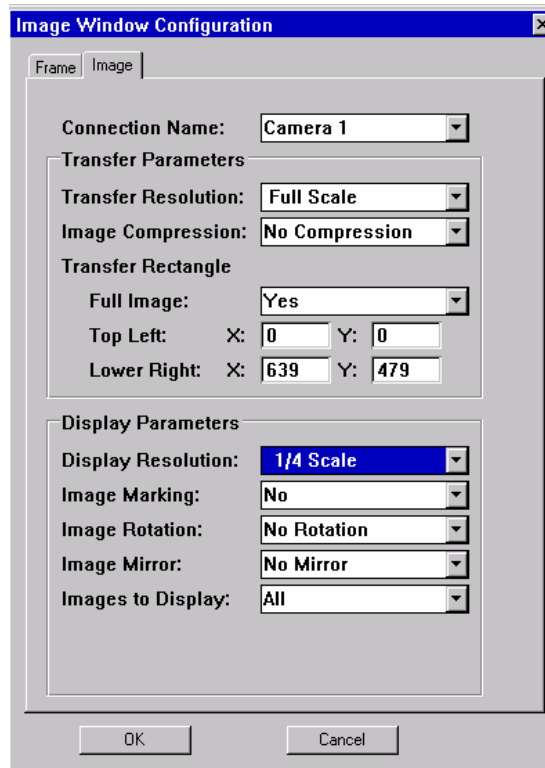 Image Window Configuration
Frame Image
Connection Name: Camera 1
Transfer Parameters
Transfer Resolution: Full Scale
Image Compression: No Compression
Transfer Rectangle
Full Image: Yes
Top Left: X: 0 Y: 0
Lower Right: X: 639 Y: 479
Display Parameters
Display Resolution: 1/4 Scale
Image Marking: No
Image Rotation: No Rotation
Image Mirror: No Mirror
Images to Display: All
OK Cancel